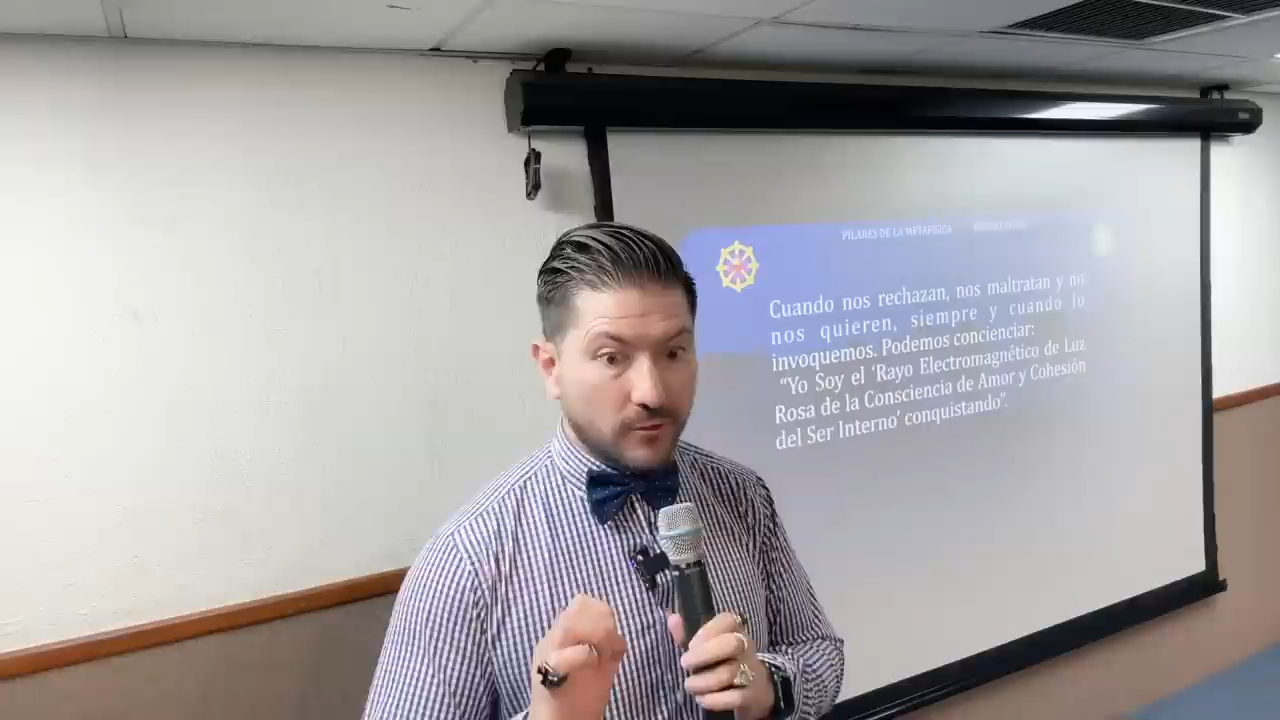 PILARES DE LA METAFÍSICA
Cuando nos rechazan, nos maltratan y no
nos quieren, siempre y cuando lo
invoquemos. Podemos concienciar:
"Yo Soy el 'Rayo Electromagnético de Luz
Rosa de la Consciencia de Amor y Cohesión
del Ser Interno' conquistando".